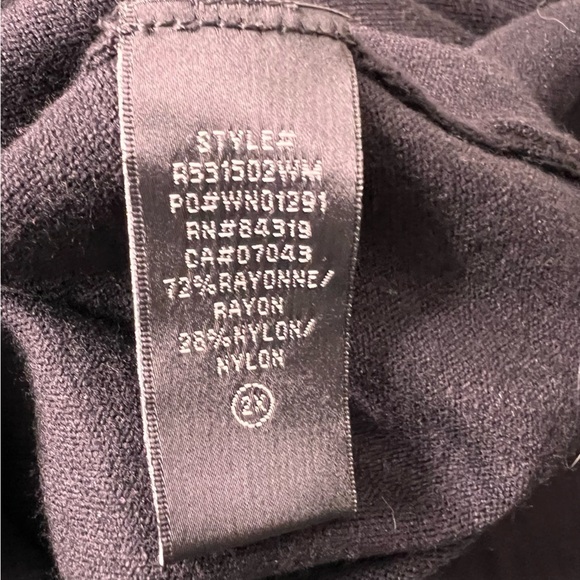 STYLE#
R531502WM
PO#WN01291
RN#84319
CA#07043
72%RAYONNE/
RAYON
28%NYLON/
NYLON
2X